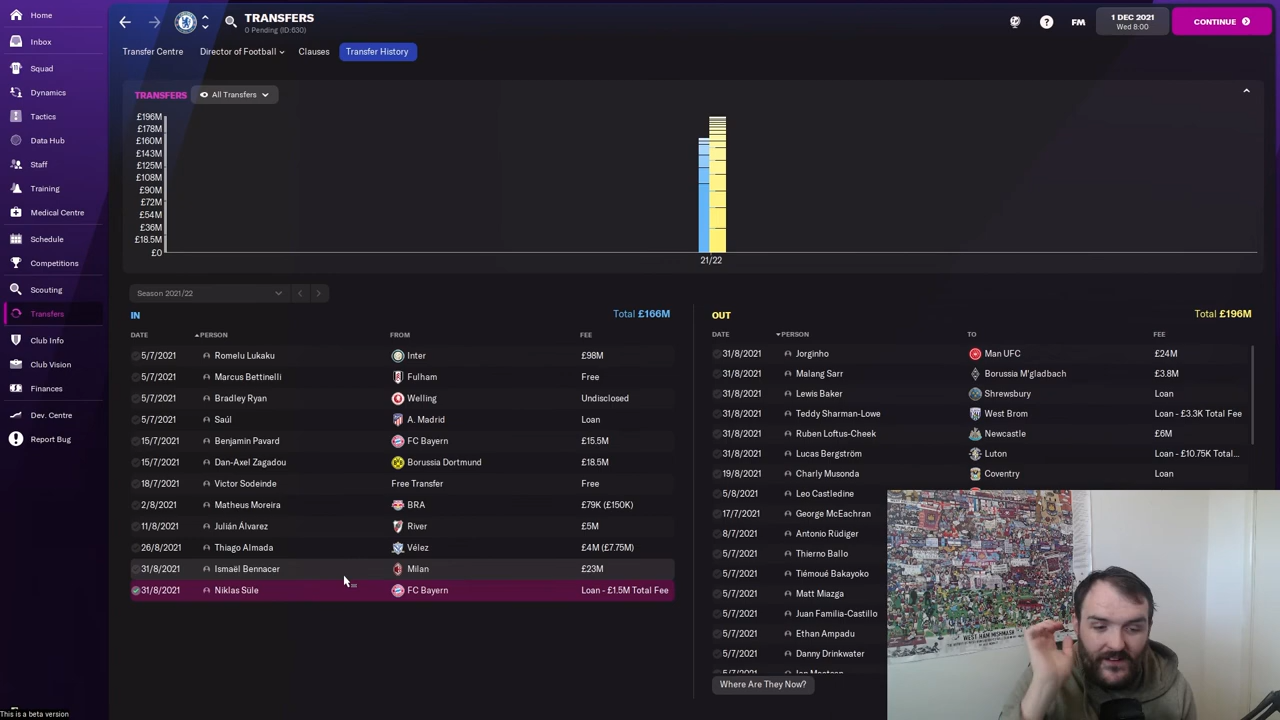 Home
Inbox
Squad
Dynamics
Tactics
Data Hub
Staff
Training
Medical Centre
Schedule
Competitions
Scouting
Transfers
Club Info
Club Vision
Finances
Dev. Centre
Report Bug
This is a beta version
TRANSFERS
0 Pending (ID:630)
FM
1 DEC 2021
Wed 8:00
CONTINUE
Transfer Centre Director of Football Clauses Transfer History
TRANSFERS All Transfers
£196M
£178M
£160M
£143M
£125M
£108M
£90M
£72M
£54M
£36M
£18.5M
£0
21/22
Season 2021/22
IN Total £166M
DATE PERSON FROM FEE
5/7/2021 Romelu Lukaku Inter £98M
5/7/2021 Marcus Bettinelli Fulham Free
5/7/2021 Bradley Ryan Welling Undisclosed
5/7/2021 Saúl A. Madrid Loan
15/7/2021 Benjamin Pavard FC Bayern £15.5M
15/7/2021 Dan-Axel Zagadou Borussia Dortmund £18.5M
18/7/2021 Victor Sodeinde Free Transfer Free
2/8/2021 Matheus Moreira BRA £79K (£150K)
11/8/2021 Julián Álvarez River £5M
26/8/2021 Thiago Almada Vélez £4M (£7.75M)
31/8/2021 Ismaël Bennacer Milan £23M
31/8/2021 Niklas Süle FC Bayern Loan - £1.5M Total Fee
OUT Total £196M
DATE PERSON TO FEE
31/8/2021 Jorginho Man UFC £24M
31/8/2021 Malang Sarr Borussia M'gladbach £3.8M
31/8/2021 Lewis Baker Shrewsbury Loan
31/8/2021 Teddy Sharman-Lowe West Brom Loan - £3.3K Total Fee
31/8/2021 Ruben Loftus-Cheek Newcastle £6M
31/8/2021 Lucas Bergström Luton Loan - £10.75K Total...
19/8/2021 Charly Musonda Coventry Loan
5/8/2021 Leo Castledine
17/7/2021 George McEachran
8/7/2021 Antonio Rüdiger
5/7/2021 Thierno Ballo
5/7/2021 Tiémoué Bakayoko
5/7/2021 Matt Miazga
5/7/2021 Juan Familia-Castillo
5/7/2021 Ethan Ampadu
5/7/2021 Danny Drinkwater
Where Are They Now?
WEST HAM MISHMASH